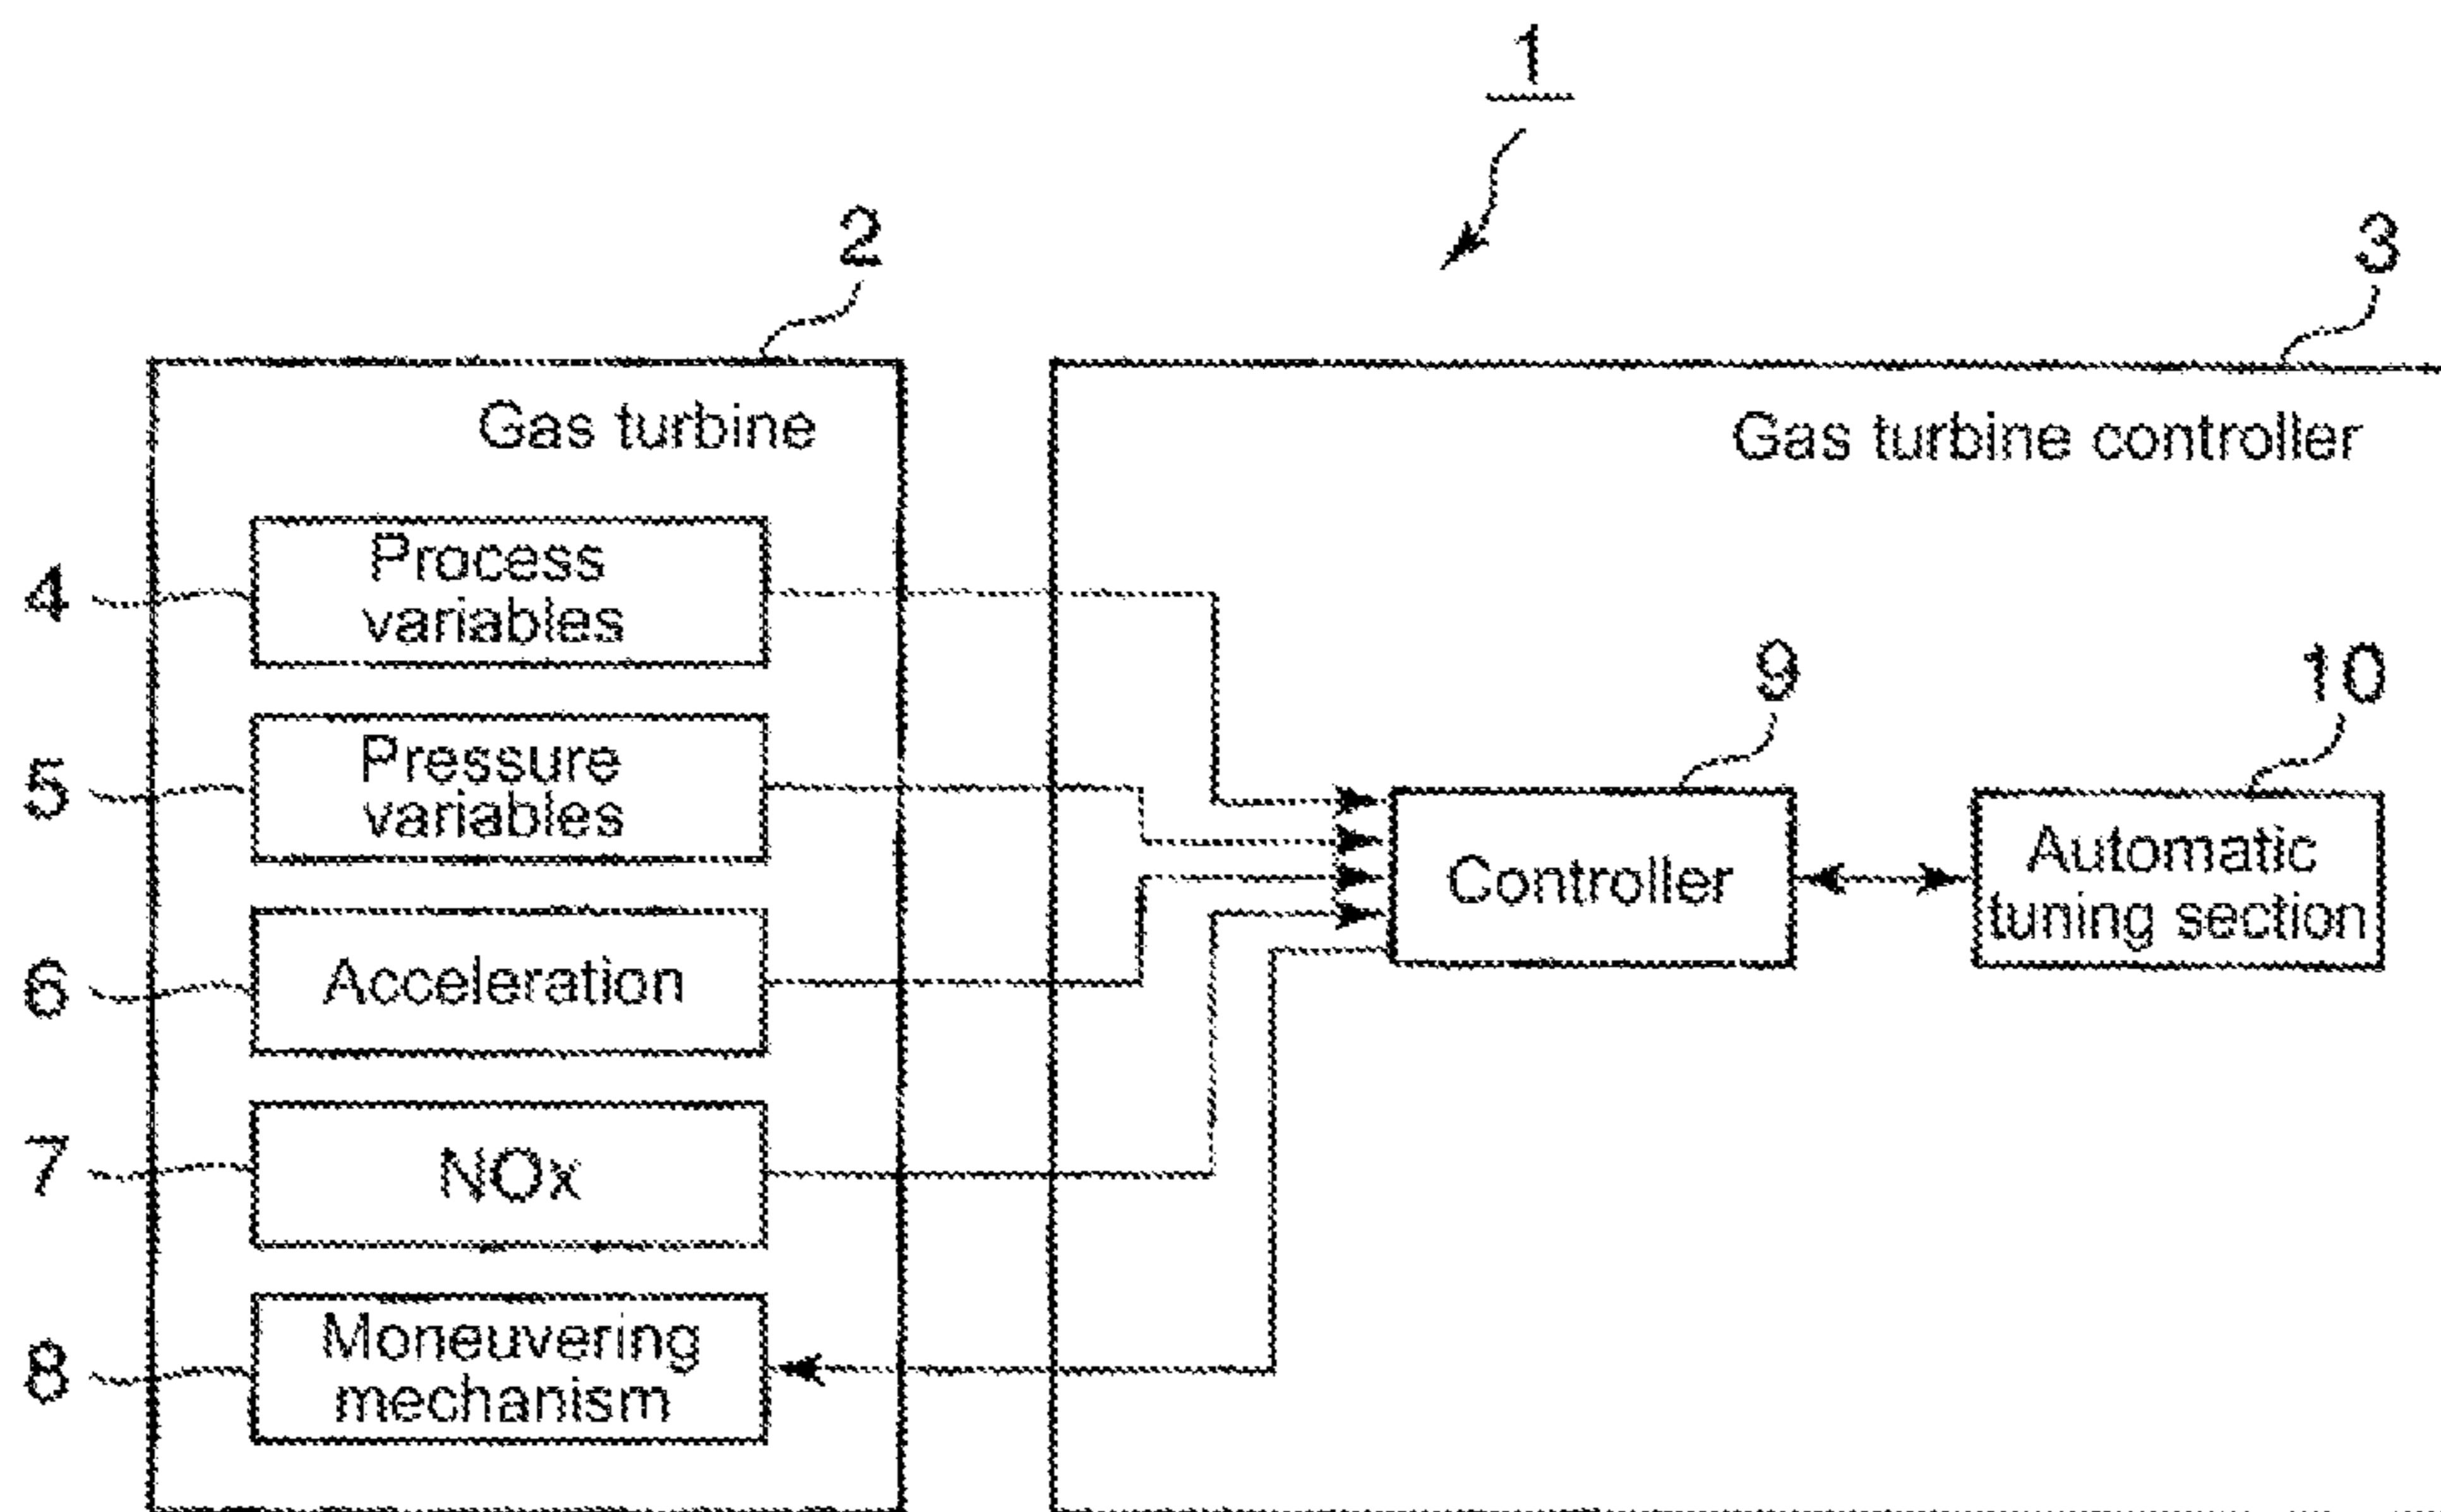 1
2
3
Gas turbine
Gas turbine controller
4
Process
variables
5
Pressure
variables
6
Acceleration
7
NOx
8
Moneuvering
mechanism
9
Controller
10
Automatic
tuning section